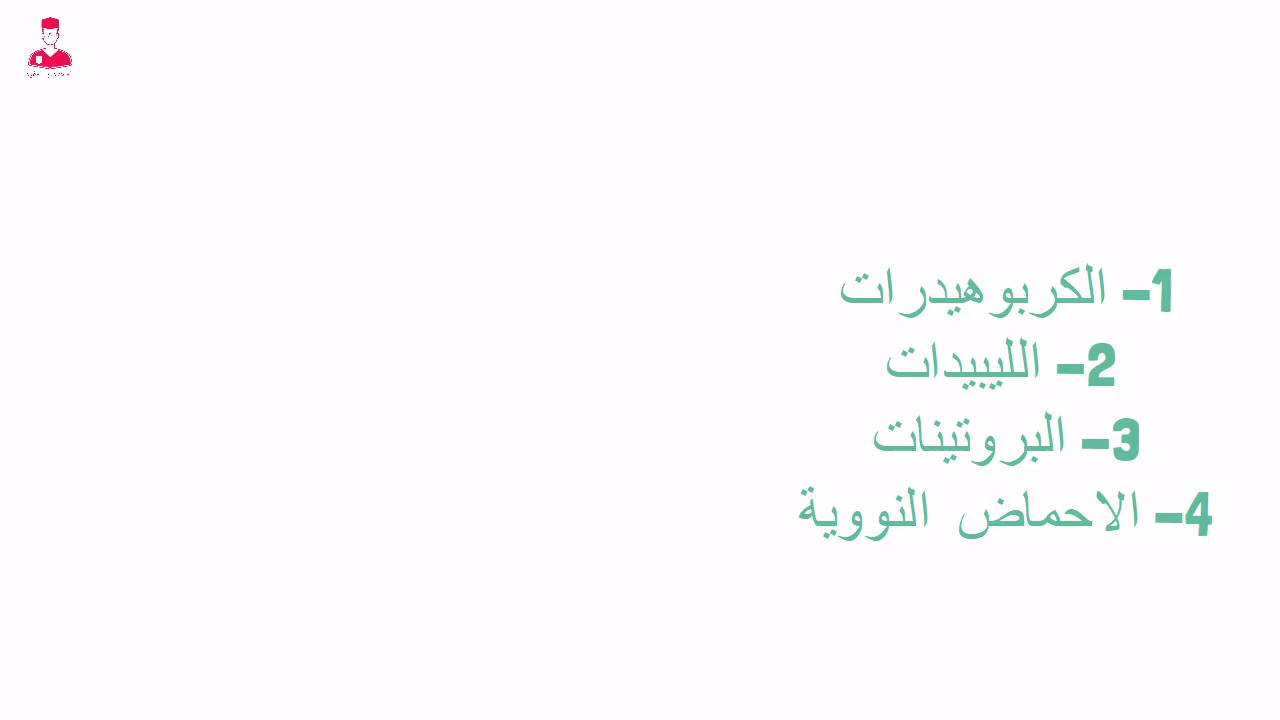 1- الكربوهيدرات
2- الليبيدات
3- البروتينات
4- الاحماض النووية